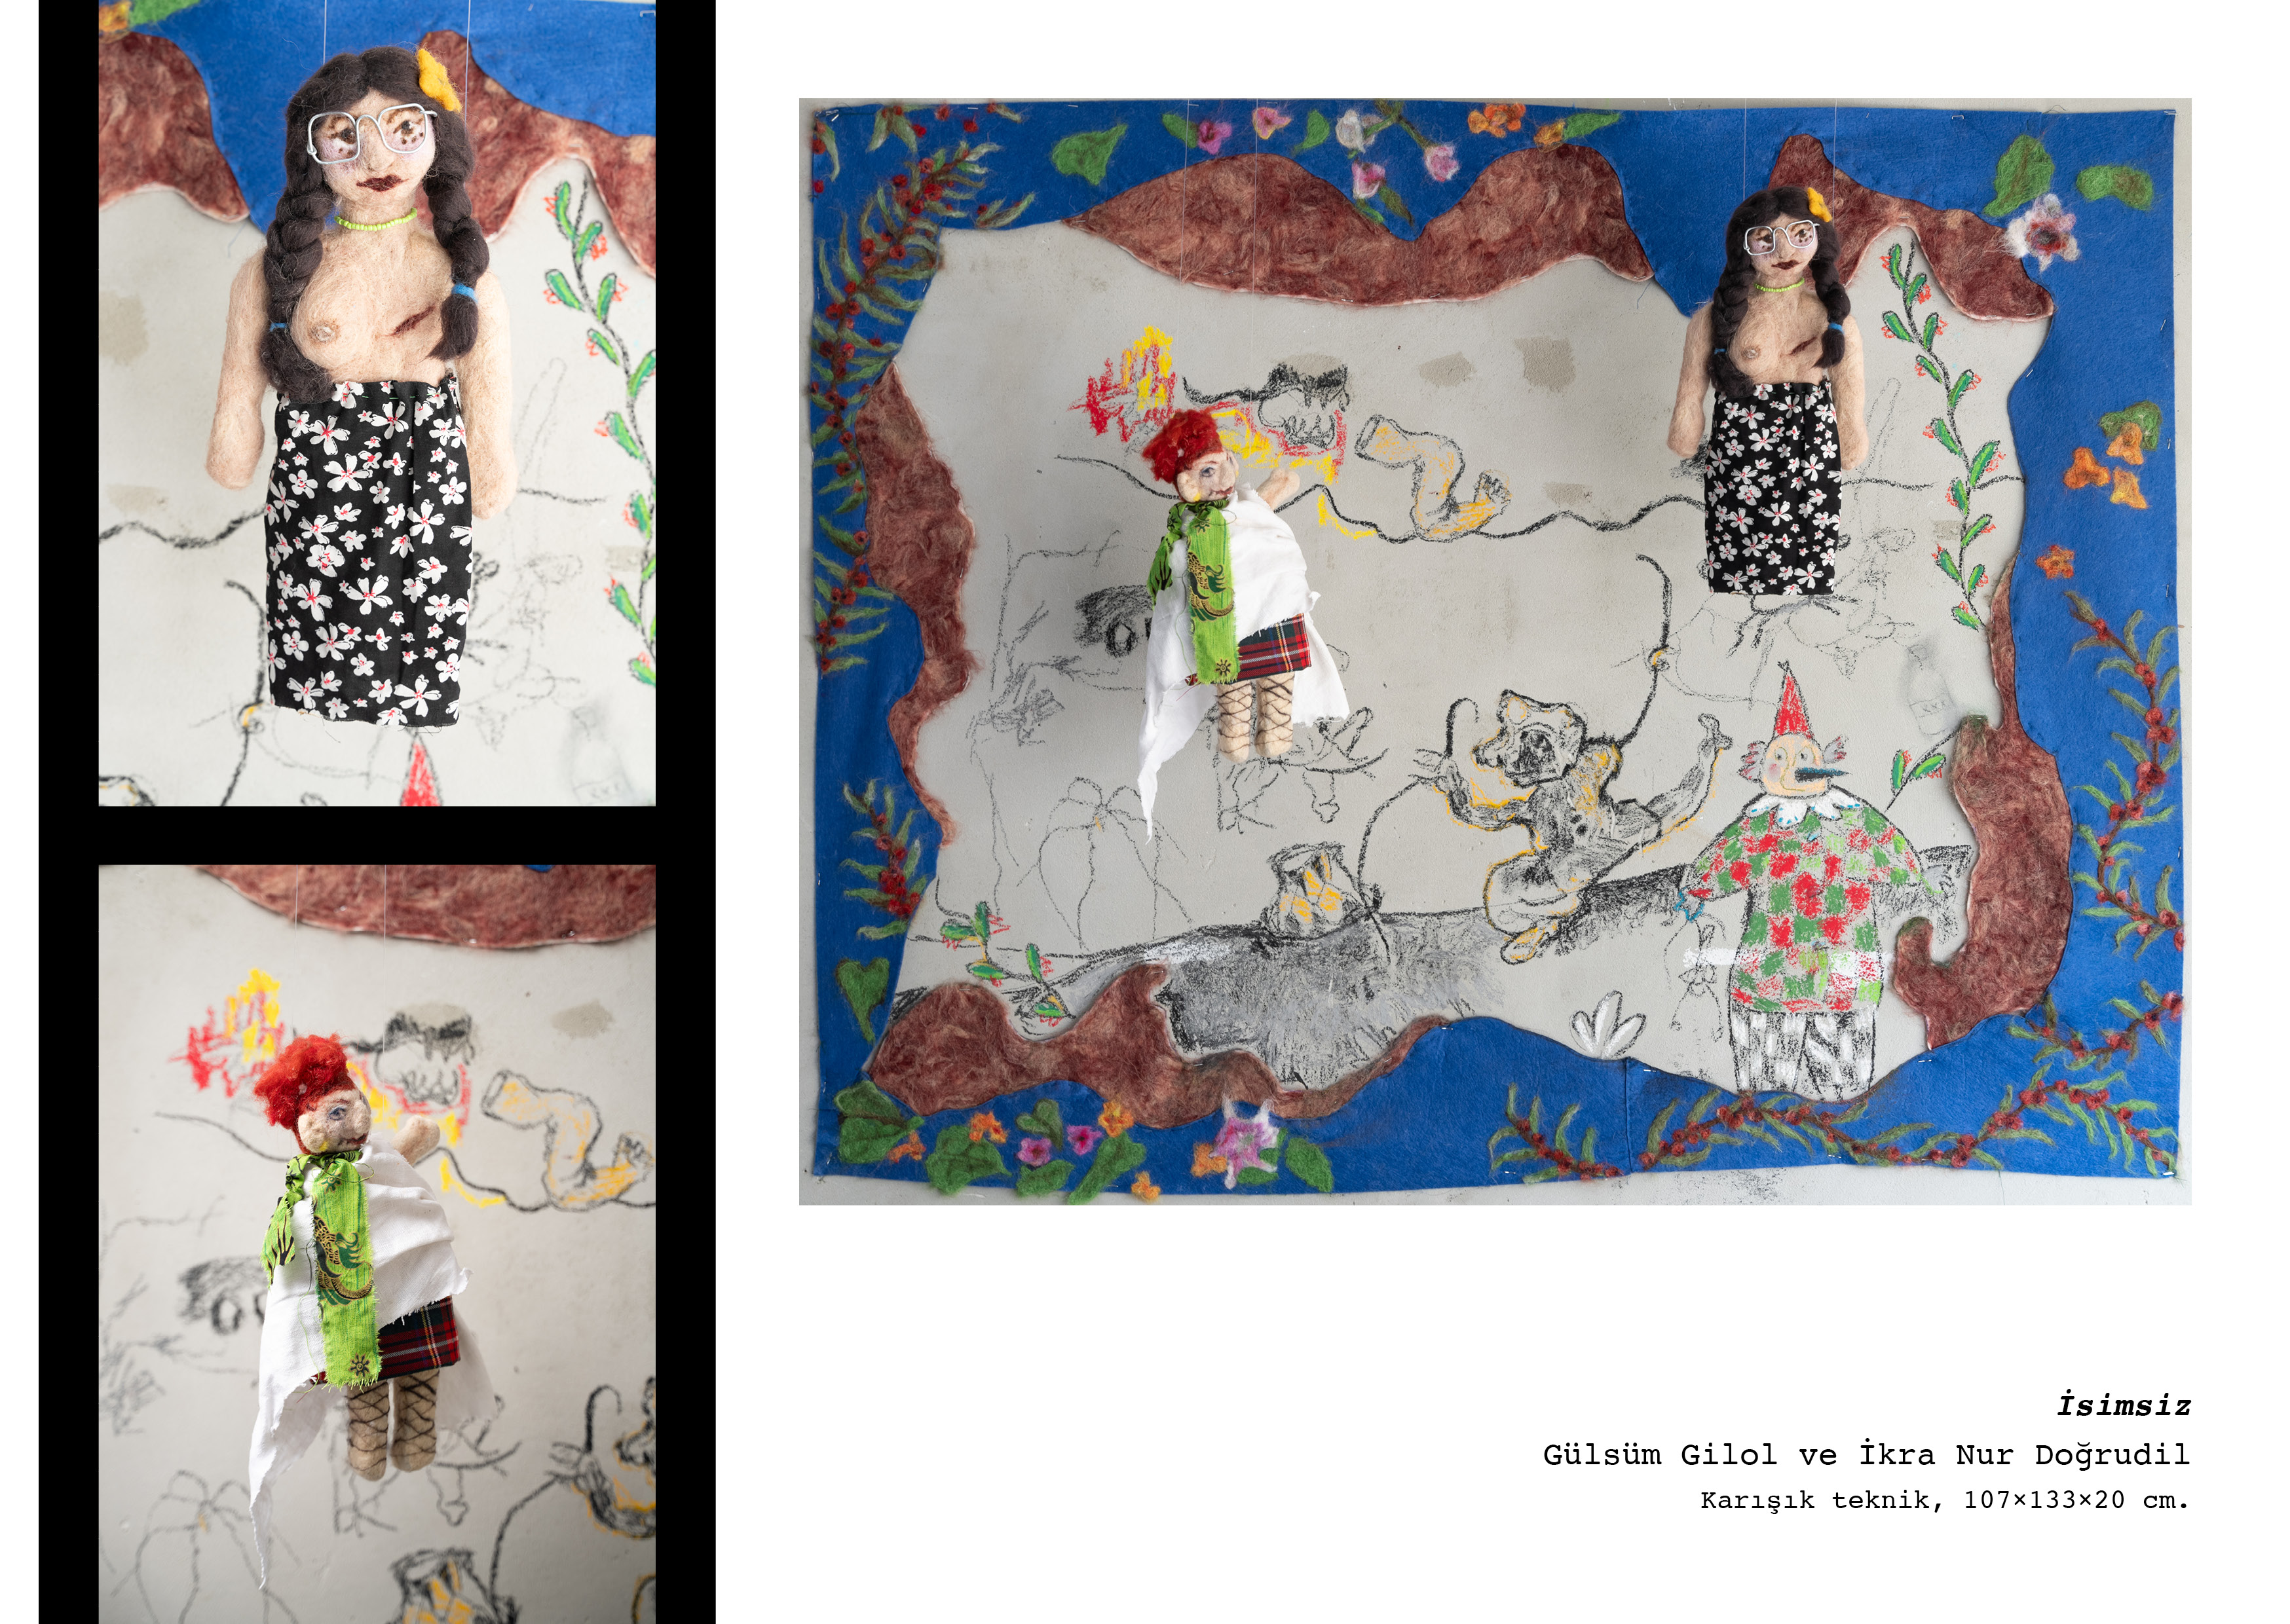 İsimsiz
Gülsüm Gilol ve İkra Nur Doğrudil
Karışık teknik, 107×133×20 cm.